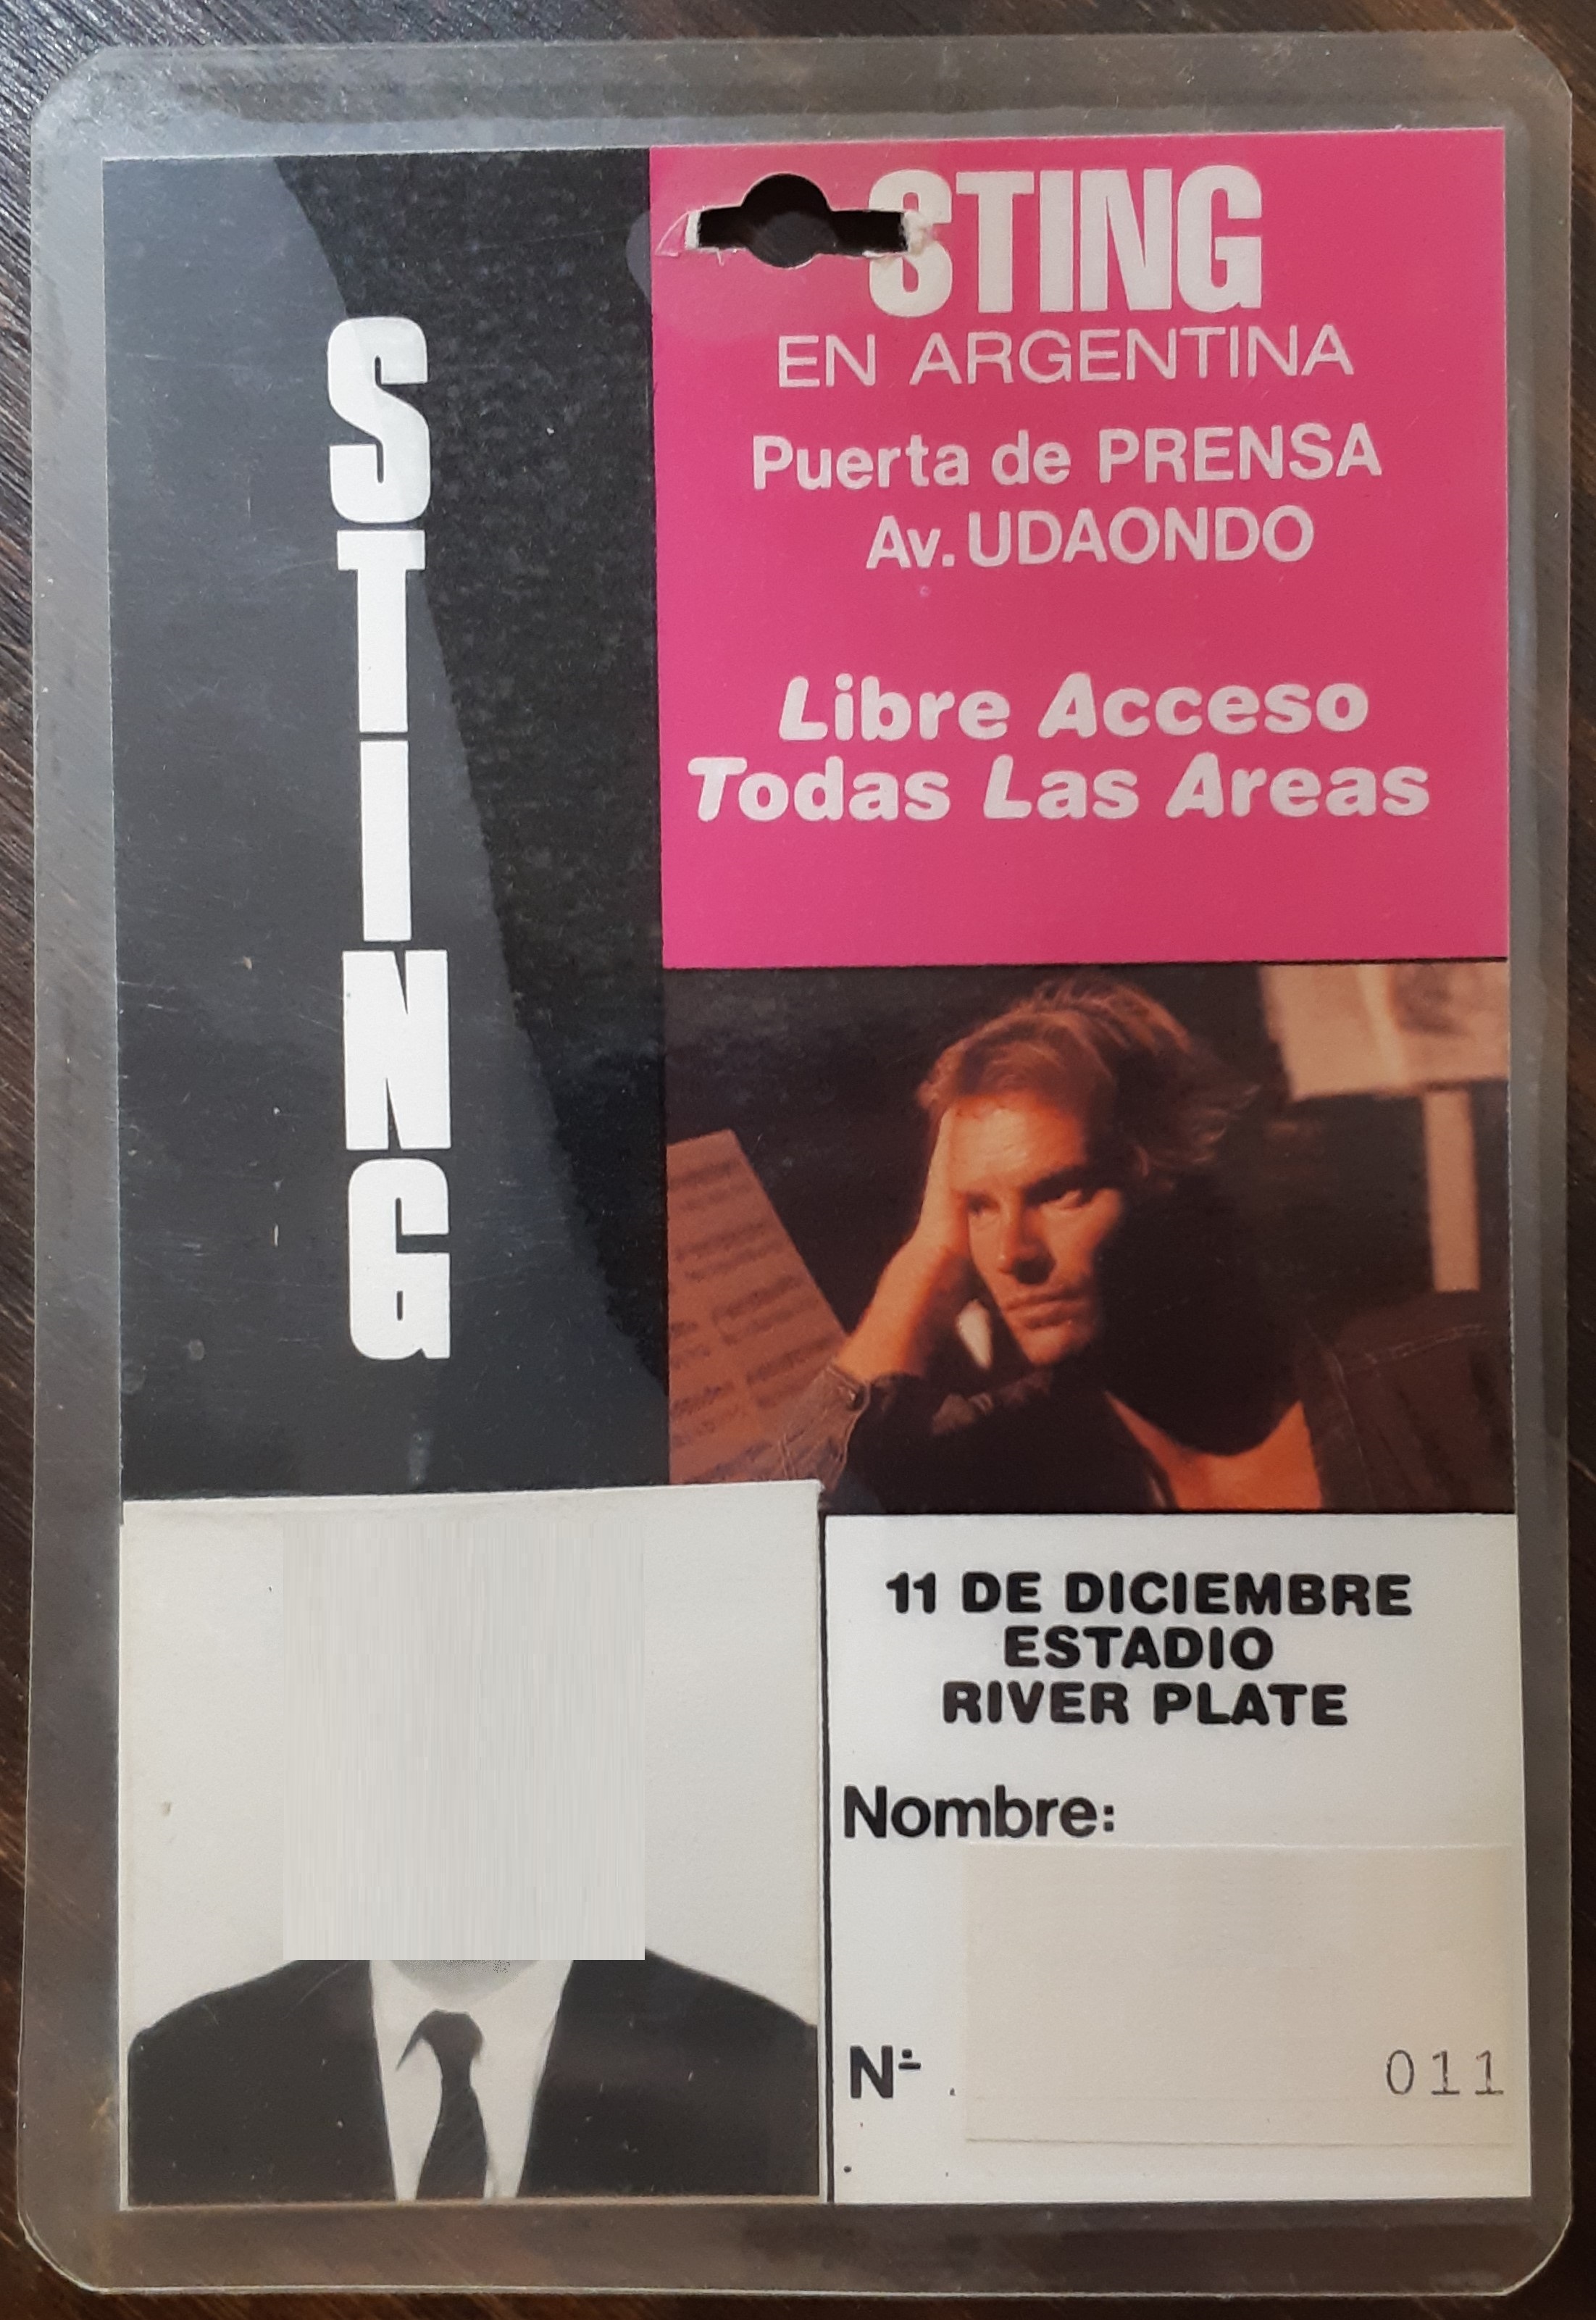 STING
STING
EN ARGENTINA
Puerta de PRENSA
Av. UDAONDO
Libre Acceso
Todas Las Areas
11 DE DICIEMBRE
ESTADIO
RIVER PLATE
Nombre:
Nº 011